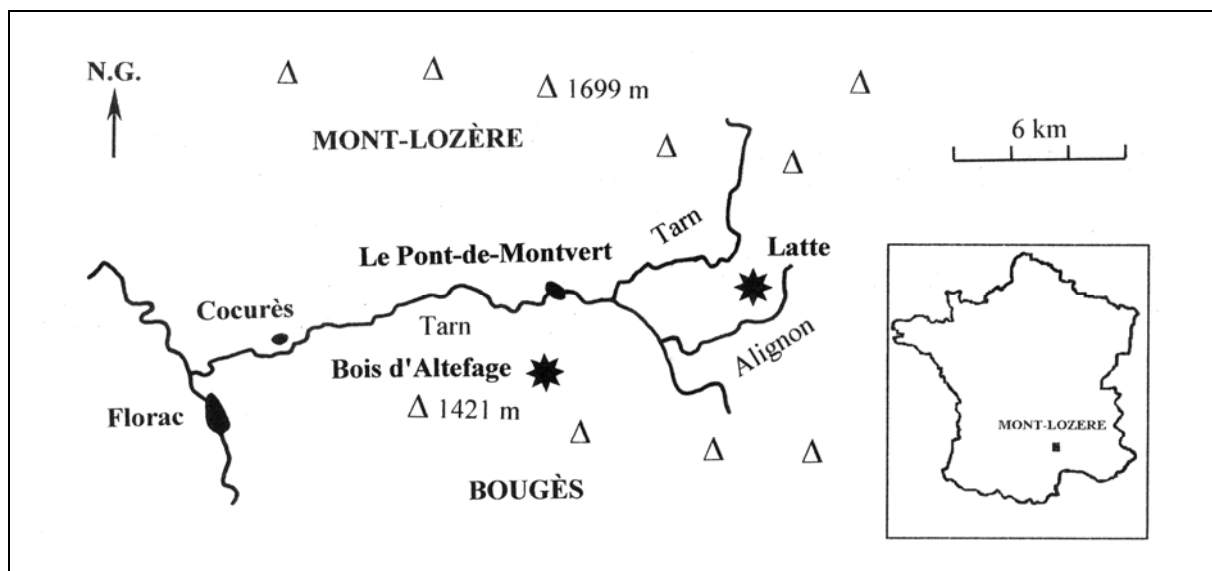 N.G.
Δ 1699 m
MONT-LOZÈRE
6 km
Tarn
Latte
Le Pont-de-Montvert
Cocurès
Tarn
Alignon
Bois d'Altefage
Δ 1421 m
Florac
BOUGÈS
MONT-LOZERE